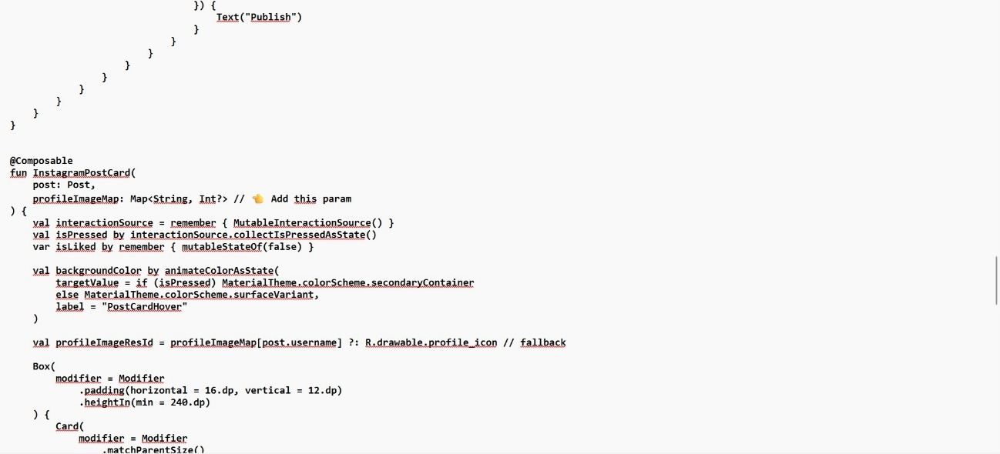 }) {
Text("Publish")
}
}
}
}
}
}
}
}
}
@Composable
fun InstagramPostCard(
post: Post,
profileImageMap: Map<String, Int?> // 👈 Add this param
) {
val interactionSource = remember { MutableInteractionSource() }
val isPressed by interactionSource.collectIsPressedAsState()
var isLiked by remember { mutableStateOf(false) }
val backgroundColor by animateColorAsState(
targetValue = if (isPressed) MaterialTheme.colorScheme.secondaryContainer
else MaterialTheme.colorScheme.surfaceVariant,
label = "PostCardHover"
)
val profileImageResId = profileImageMap[post.username] ?: R.drawable.profile_icon // fallback
Box(
modifier = Modifier
.padding(horizontal = 16.dp, vertical = 12.dp)
.heightIn(min = 240.dp)
) {
Card(
modifier = Modifier
.matchParentSize()